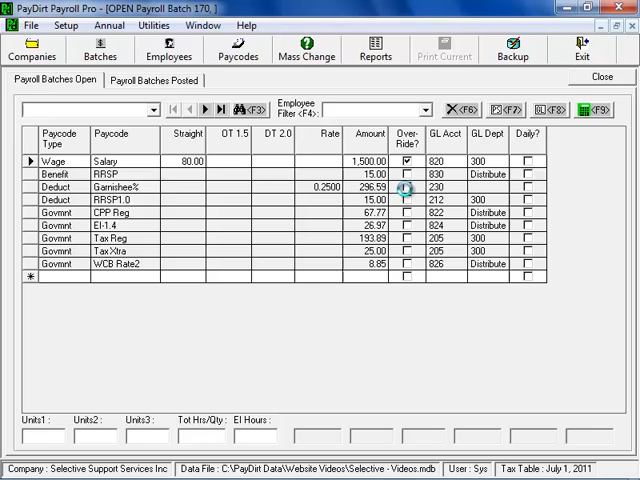 PayDirt Payroll Pro - [OPEN Payroll Batch 170, ]
File Setup Annual Utilities Window Help
Companies Batches Employees Paycodes Mass Change Reports Print Current Backup Exit
Payroll Batches Open Payroll Batches Posted Close
<F3> Employee Filter <F4>: <F6> PS <F7> GL <F8> <F9>
Paycode Type Paycode Straight OT 1.5 DT 2.0 Rate Amount Over-Ride? GL Acct GL Dept Daily?
Wage Salary 80.00 1,500.00 820 300
Benefit RRSP 15.00 830 Distribute
Deduct Garnishee% 0.2500 296.59 230
Deduct RRSP1.0 15.00 212 300
Govmnt CPP Reg 67.77 822 Distribute
Govmnt EI-1.4 26.97 824 Distribute
Govmnt Tax Reg 193.89 205 300
Govmnt Tax Xtra 25.00 205 300
Govmnt WCB Rate2 8.85 826 Distribute
Units1 : Units2 : Units3 : Tot Hrs/Qty : EI Hours :
Company : Selective Support Services Inc Data File : C:\PayDirt Data\Website Videos\Selective - Videos.mdb User : Sys Tax Table : July 1, 2011